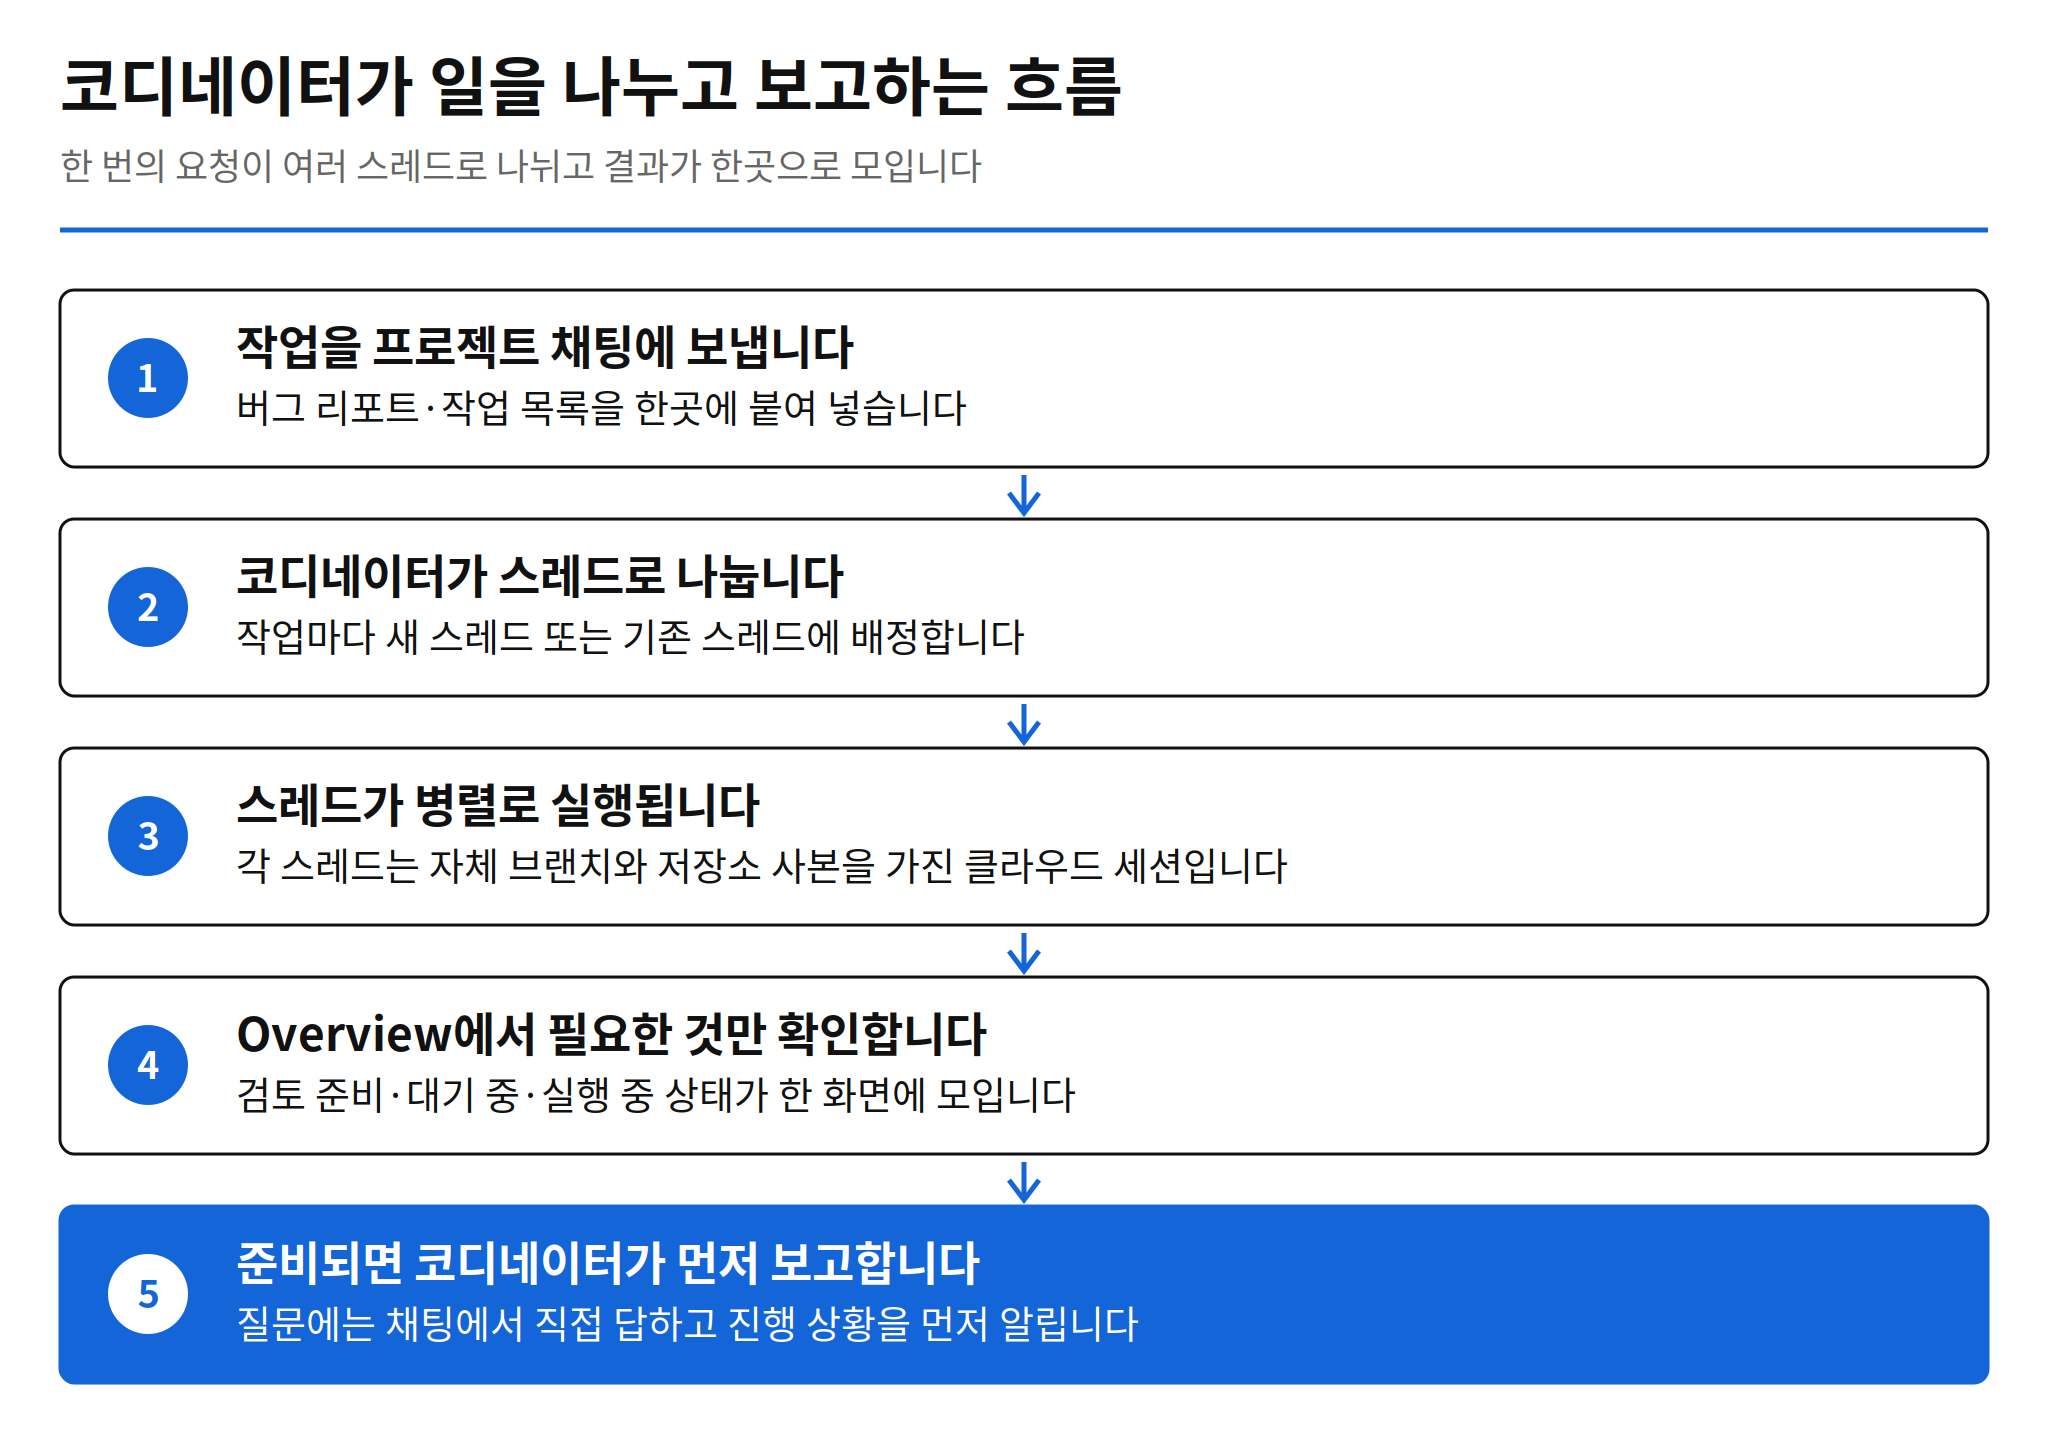 코디네이터가 일을 나누고 보고하는 흐름
한 번의 요청이 여러 스레드로 나뉘고 결과가 한곳으로 모입니다
1
작업을 프로젝트 채팅에 보냅니다
버그 리포트·작업 목록을 한곳에 붙여 넣습니다
2
코디네이터가 스레드로 나눕니다
작업마다 새 스레드 또는 기존 스레드에 배정합니다
3
스레드가 병렬로 실행됩니다
각 스레드는 자체 브랜치와 저장소 사본을 가진 클라우드 세션입니다
4
Overview에서 필요한 것만 확인합니다
검토 준비·대기 중·실행 중 상태가 한 화면에 모입니다
5
준비되면 코디네이터가 먼저 보고합니다
질문에는 채팅에서 직접 답하고 진행 상황을 먼저 알립니다